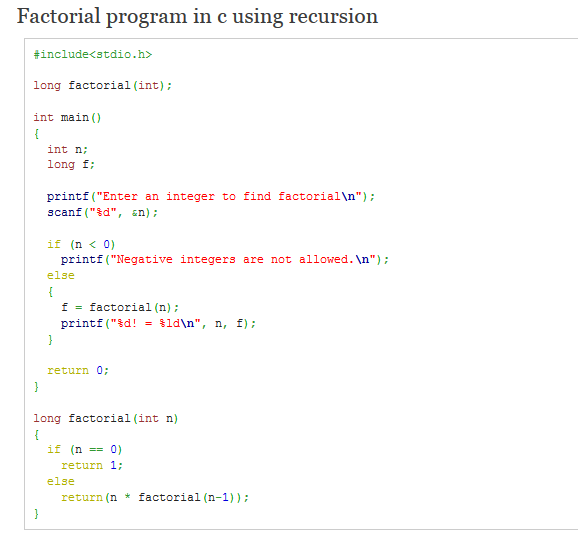 Factorial program in c using recursion
#include<stdio.h>
long factorial(int);
int main()
{
  int n;
  long f;
  printf("Enter an integer to find factorial\n");
  scanf("%d", &n);
  if (n < 0)
    printf("Negative integers are not allowed.\n");
  else
  {
    f = factorial(n);
    printf("%d! = %ld\n", n, f);
  }
  return 0;
}
long factorial(int n)
{
  if (n == 0)
    return 1;
  else
    return(n * factorial(n-1));
}